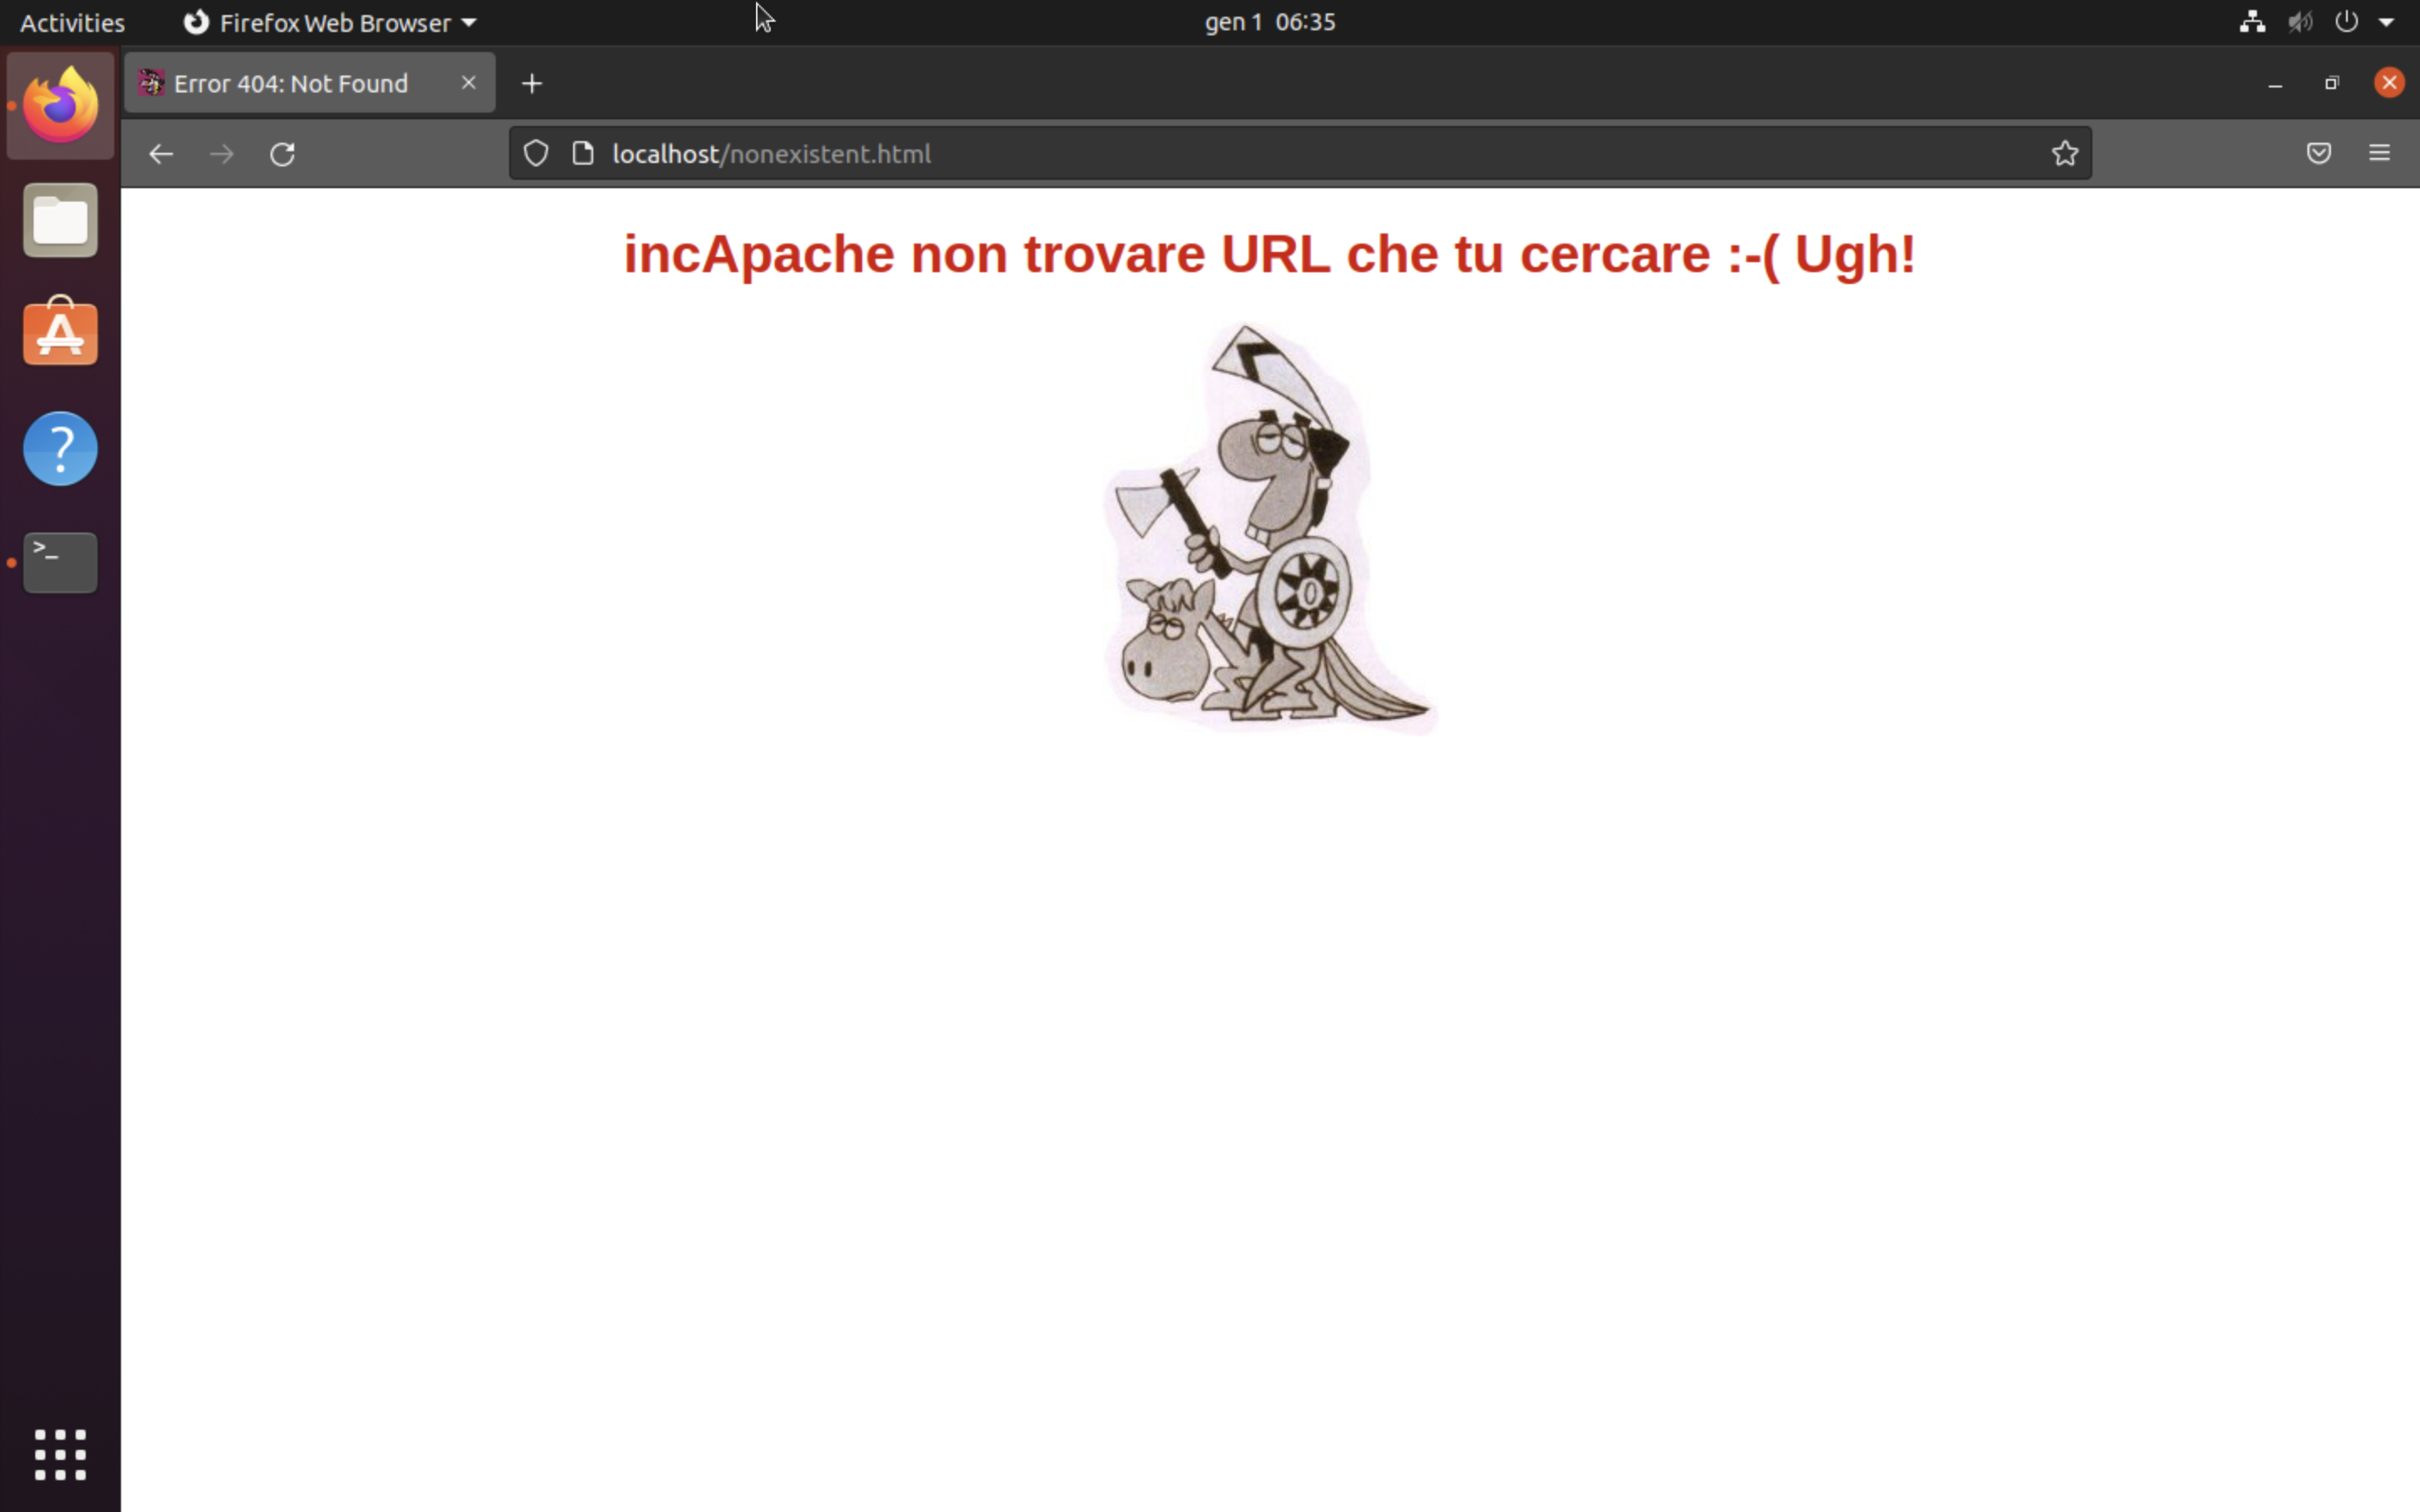 Activities Firefox Web Browser gen 1 06:35
Error 404: Not Found
localhost/nonexistent.html
incApache non trovare URL che tu cercare :-( Ugh!